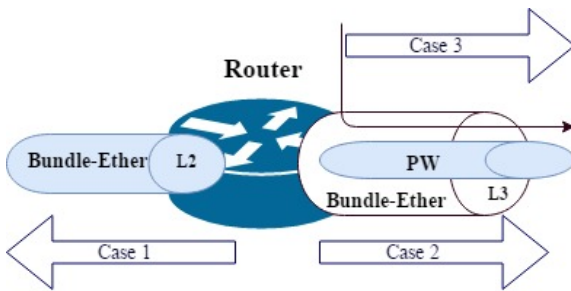 Case 3
Router
Bundle-Ether
L2
PW
Bundle-Ether
L3
Case 1
Case 2